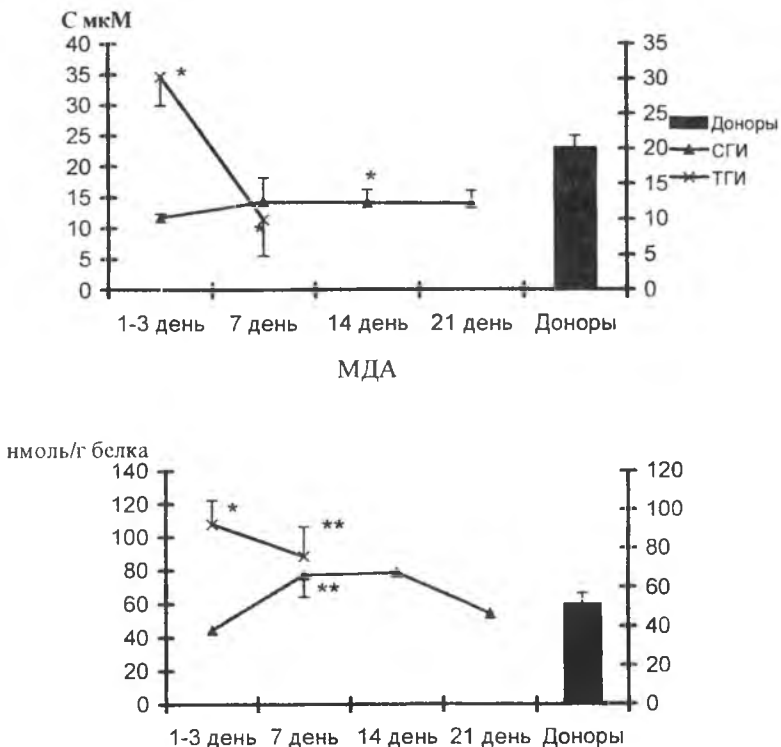 С мкМ
40 35
35 30
30 25
25 20
20 15
15 10
10 5
5 0
0
* * *
Доноры
СГИ
ТГИ
1-3 день 7 день 14 день 21 день Доноры
МДА
нмоль/г белка
140 120
120 100
100 80
80 60
60 40
40 20
20 0
0
* ** **
1-3 день 7 день 14 день 21 день Доноры